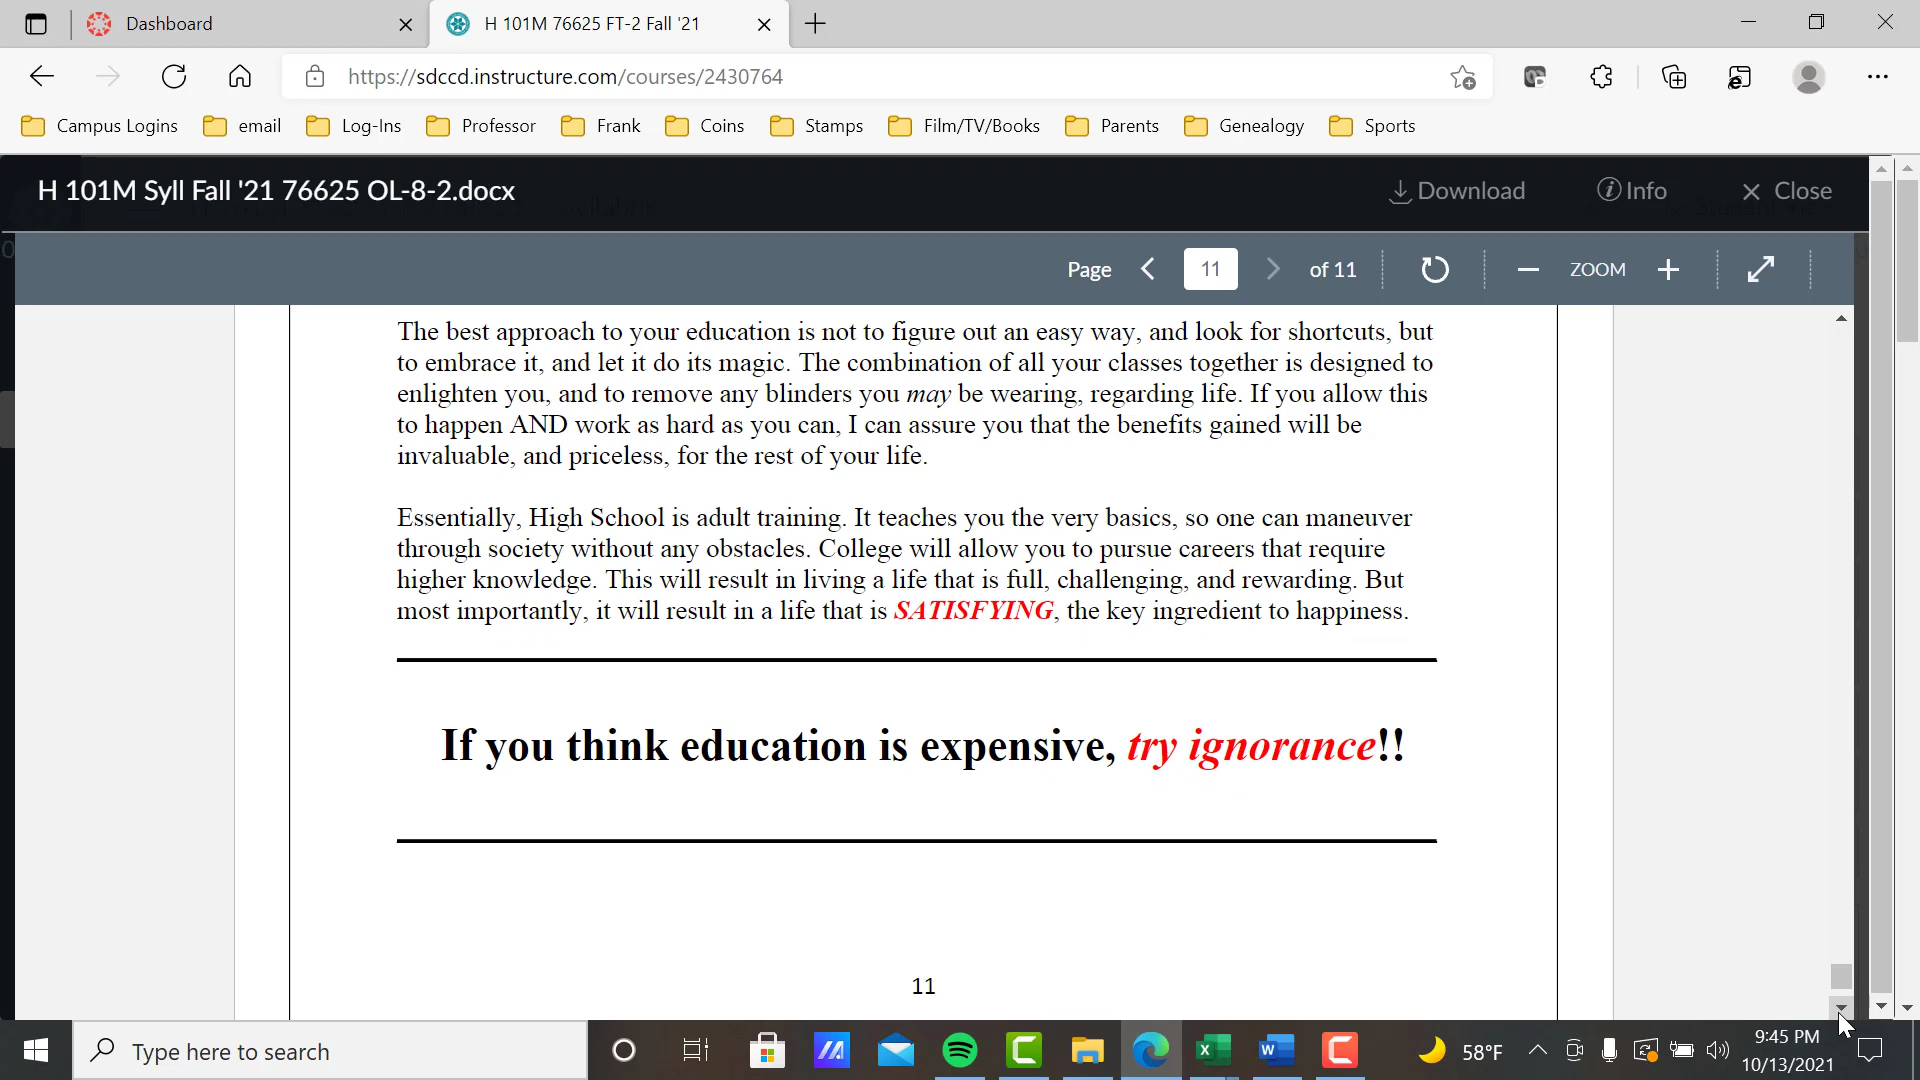 Dashboard
H 101M 76625 FT-2 Fall '21
https://sdccd.instructure.com/courses/2430764
Campus Logins
email
Log-Ins
Professor
Frank
Coins
Stamps
Film/TV/Books
Parents
Genealogy
Sports
H 101M Syll Fall '21 76625 OL-8-2.docx
Download
Info
Close
Page 11 of 11
ZOOM
The best approach to your education is not to figure out an easy way, and look for shortcuts, but
to embrace it, and let it do its magic. The combination of all your classes together is designed to
enlighten you, and to remove any blinders you may be wearing, regarding life. If you allow this
to happen AND work as hard as you can, I can assure you that the benefits gained will be
invaluable, and priceless, for the rest of your life.
Essentially, High School is adult training. It teaches you the very basics, so one can maneuver
through society without any obstacles. College will allow you to pursue careers that require
higher knowledge. This will result in living a life that is full, challenging, and rewarding. But
most importantly, it will result in a life that is SATISFYING, the key ingredient to happiness.
If you think education is expensive, try ignorance!!
11
Type here to search
58°F
9:45 PM
10/13/2021